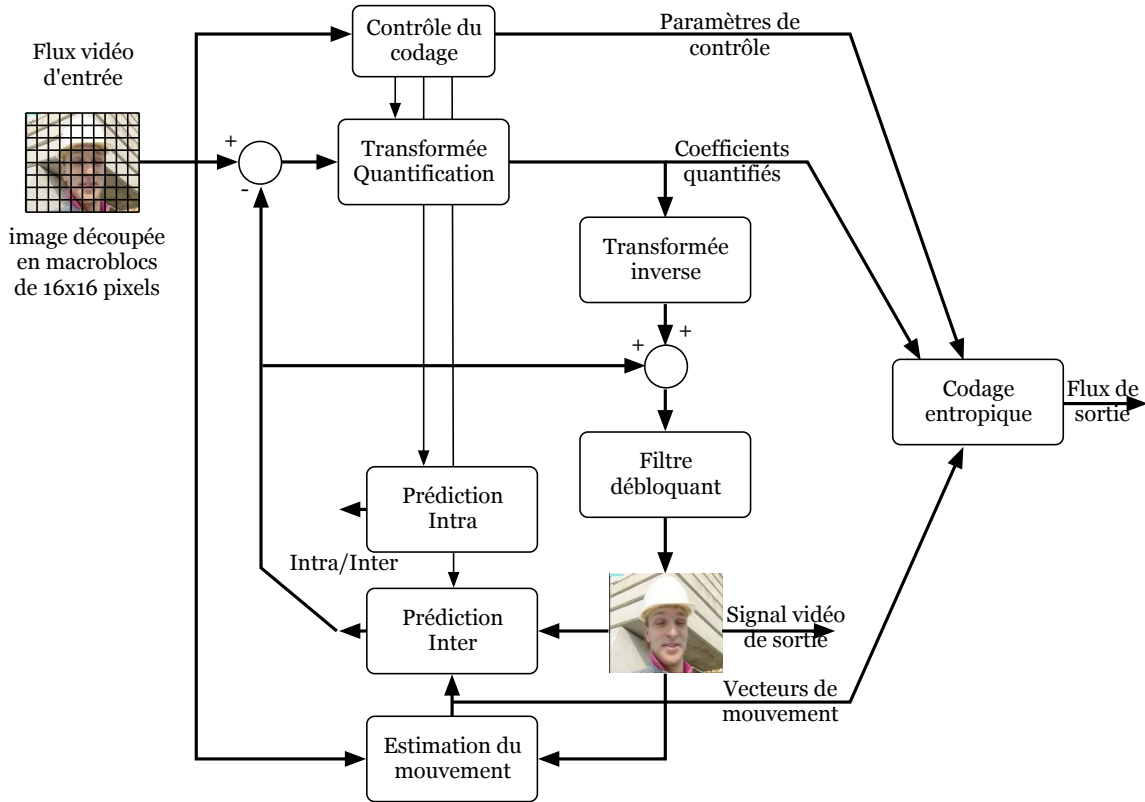 Contrôle du
codage
Paramètres de
contrôle
Flux vidéo
d'entrée
+
-
Transformée
Quantification
Coefficients
quantifiés
image découpée
en macroblocs
de 16x16 pixels
Transformée
inverse
+
+
Codage
entropique
Flux de
sortie
Filtre
débloquant
Prédiction
Intra
Intra/Inter
Prédiction
Inter
Signal vidéo
de sortie
Vecteurs de
mouvement
Estimation du
mouvement